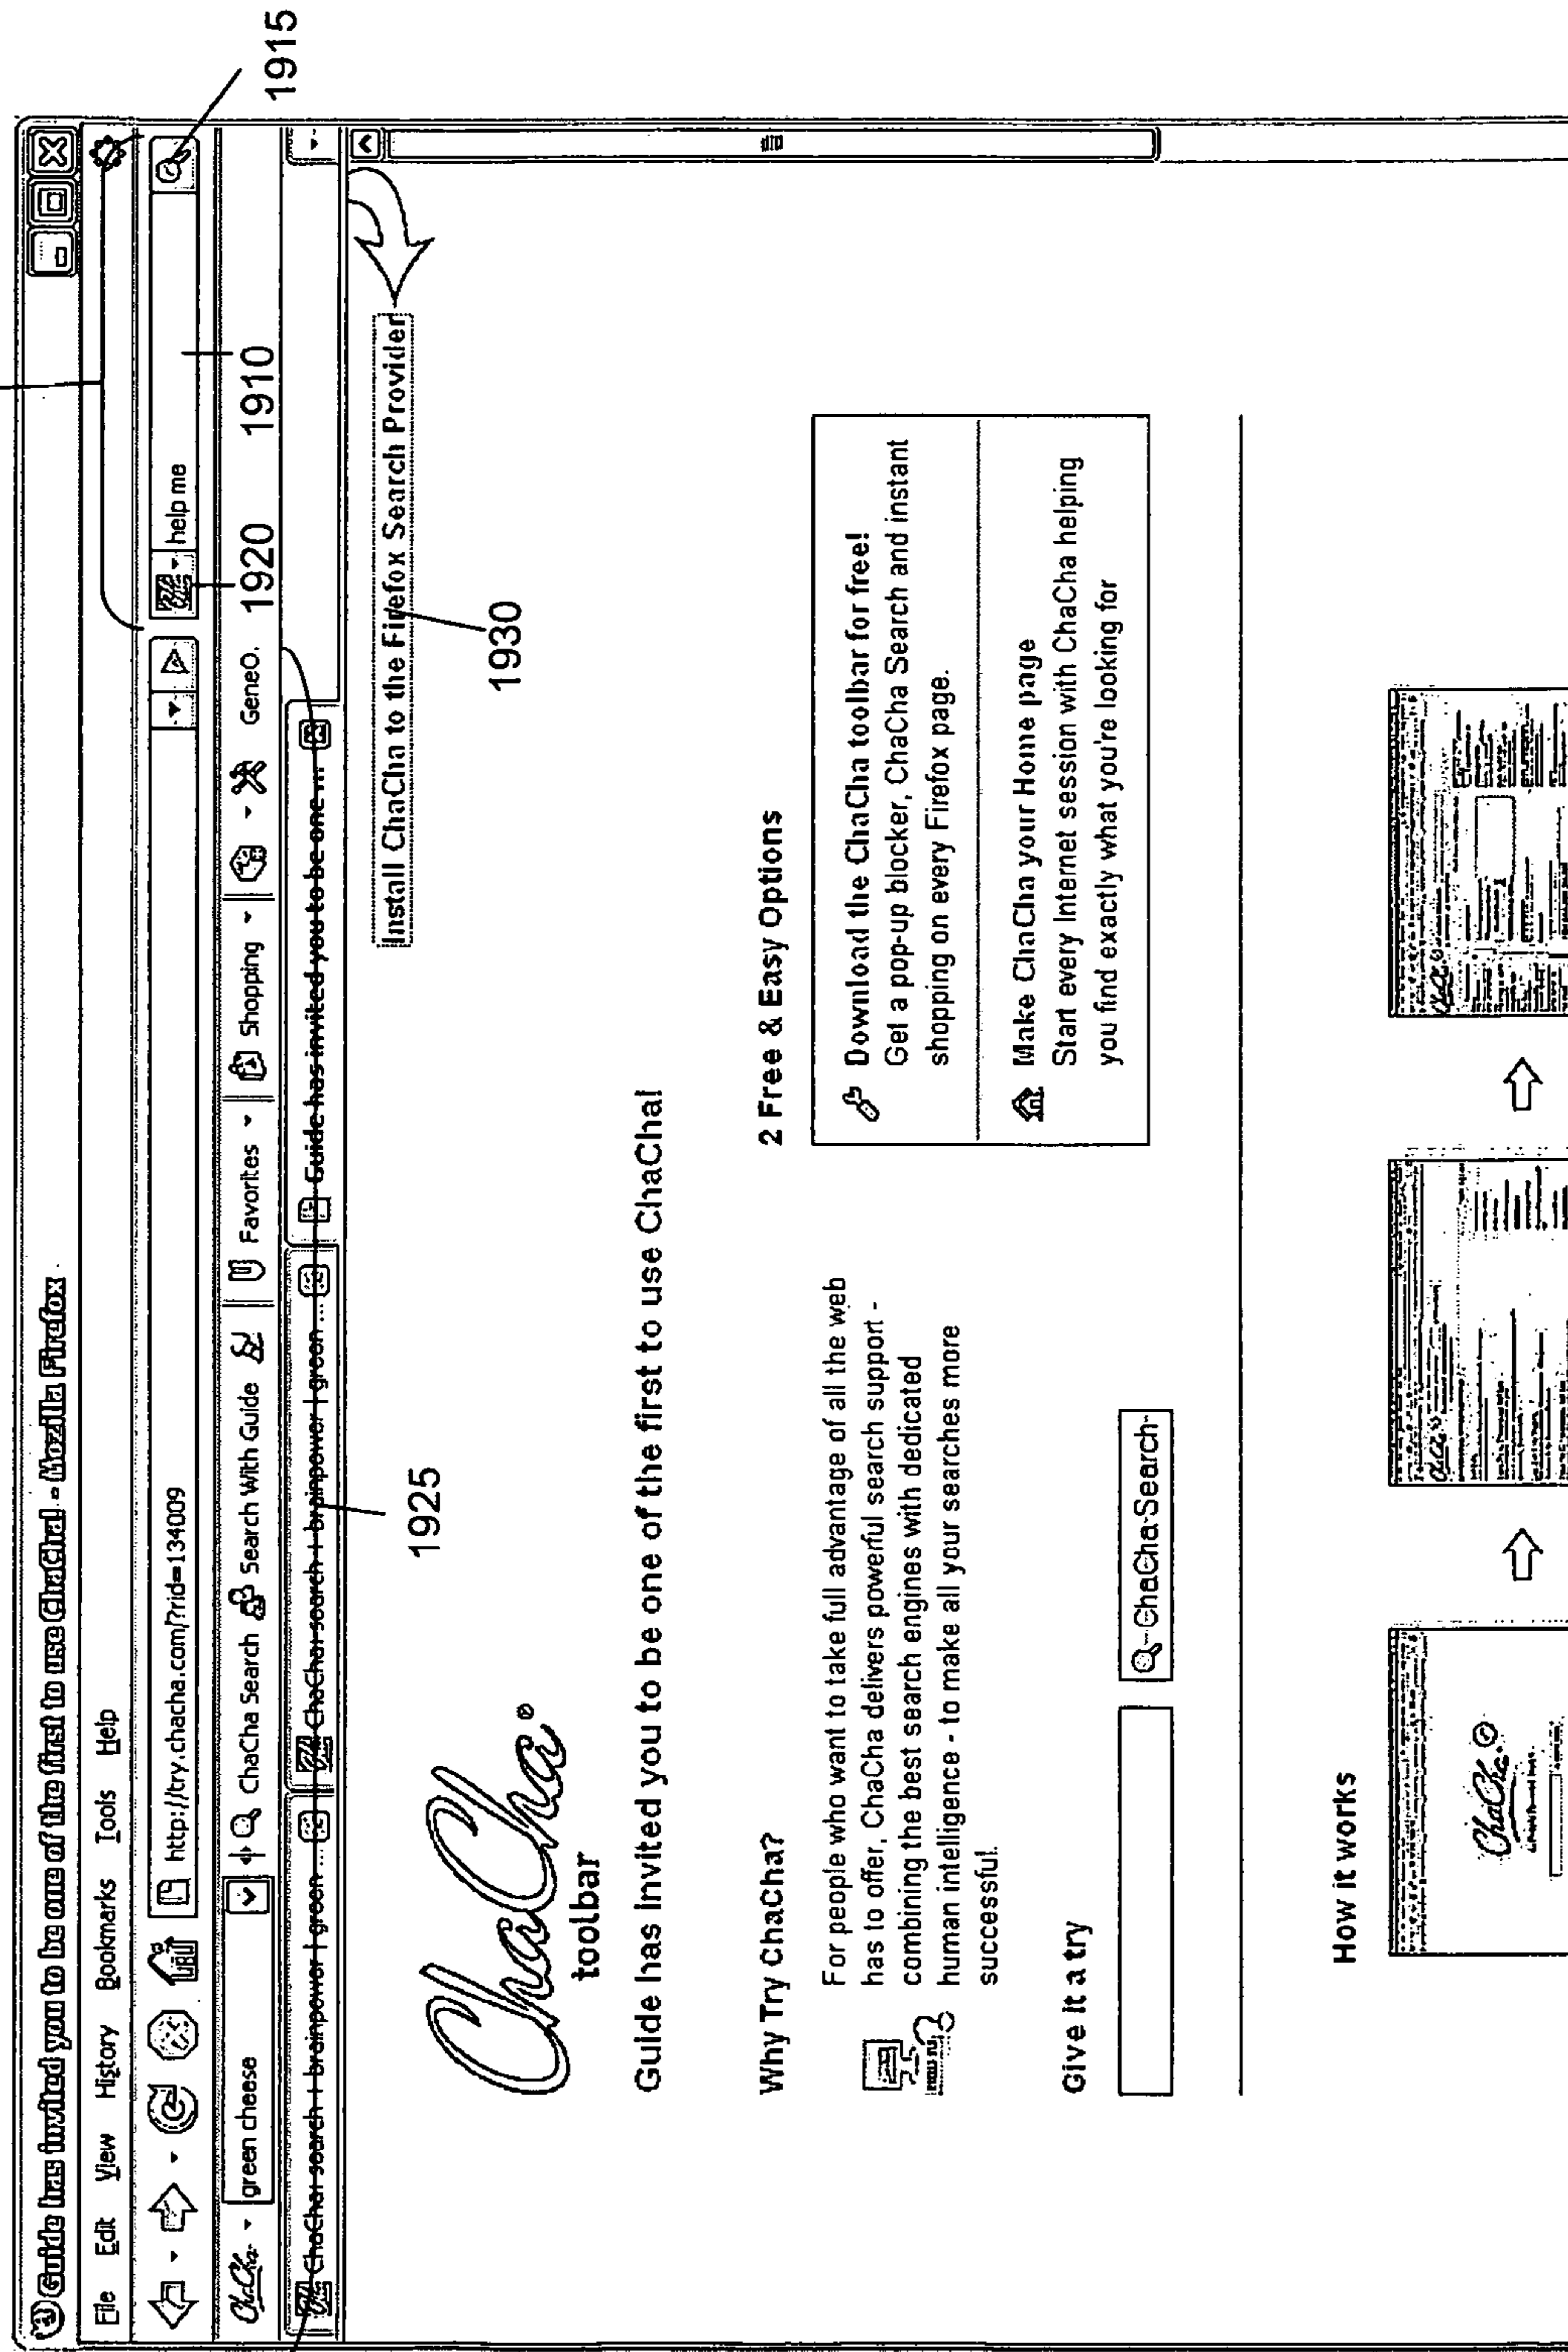 Guide has invited you to be one of the first to use ChaCha! - Mozilla Firefox
File Edit View History Bookmarks Tools Help
http://try.chacha.com/?rid=134009
help me
1915
ChaCha green cheese ChaCha Search Search With Guide Favorites Shopping Geneo.
1920
1910
ChaCha: search + brainpower | green ...
ChaCha: search + brainpower | green ...
Guide has invited you to be one ...
1925
Install ChaCha to the Firefox Search Provider
1930
ChaCha®
toolbar
Guide has invited you to be one of the first to use ChaCha!
Why Try ChaCha?
For people who want to take full advantage of all the web
has to offer, ChaCha delivers powerful search support -
combining the best search engines with dedicated
human intelligence - to make all your searches more
successful.
Give it a try
ChaCha Search
2 Free & Easy Options
Download the ChaCha toolbar for free!
Get a pop-up blocker, ChaCha Search and instant
shopping on every Firefox page.
Make ChaCha your Home page
Start every Internet session with ChaCha helping
you find exactly what you're looking for
How it works
ChaCha